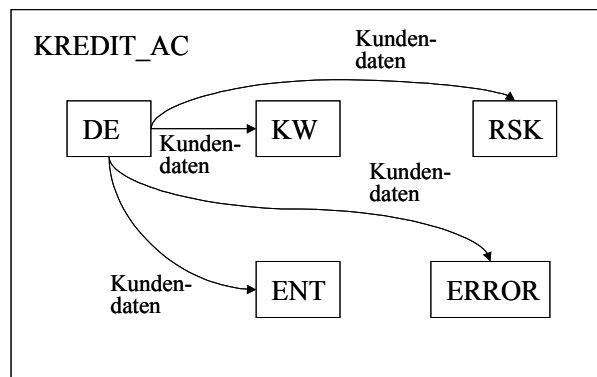 KREDIT_AC
Kunden-
daten
DE
KW
RSK
Kunden-
daten
Kunden-
daten
Kunden-
daten
ENT
ERROR